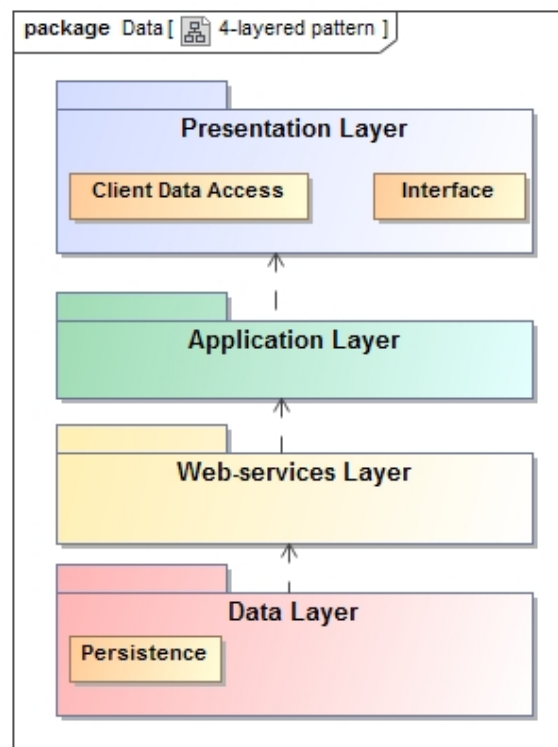 package Data [ 4-layered pattern ]
Presentation Layer
Client Data Access
Interface
Application Layer
Web-services Layer
Data Layer
Persistence